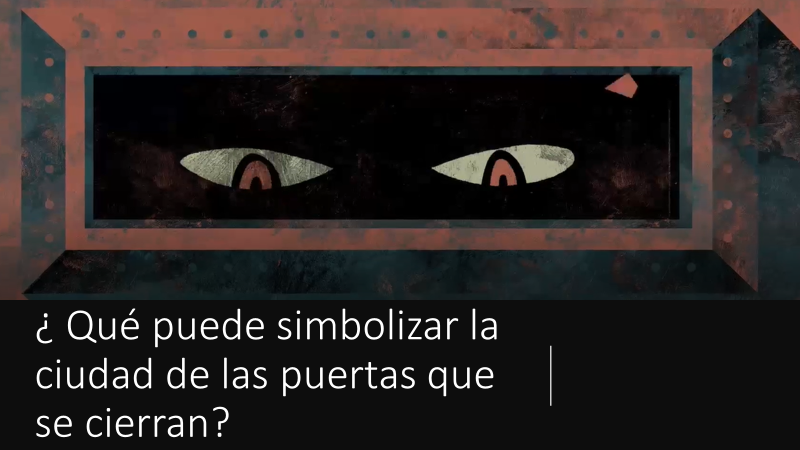 ¿ Qué puede simbolizar la
ciudad de las puertas que
se cierran?